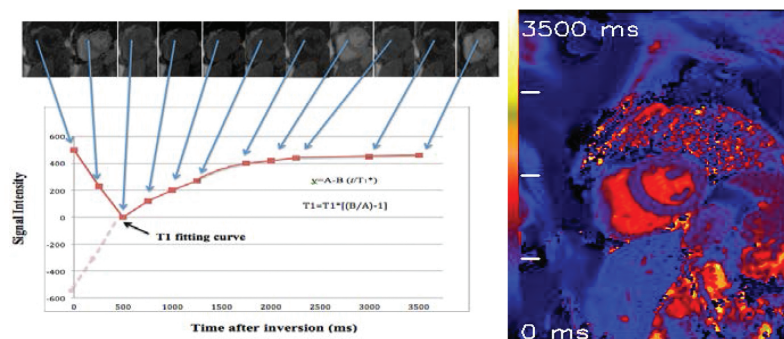 600
400
200
0
-200
-400
-600
Signal Intensity
y=A-B (t/T1*)
T1=T1*[(B/A)-1]
T1 fitting curve
0 500 1000 1500 2000 2500 3000 3500
Time after inversion (ms)
3500 ms
0 ms